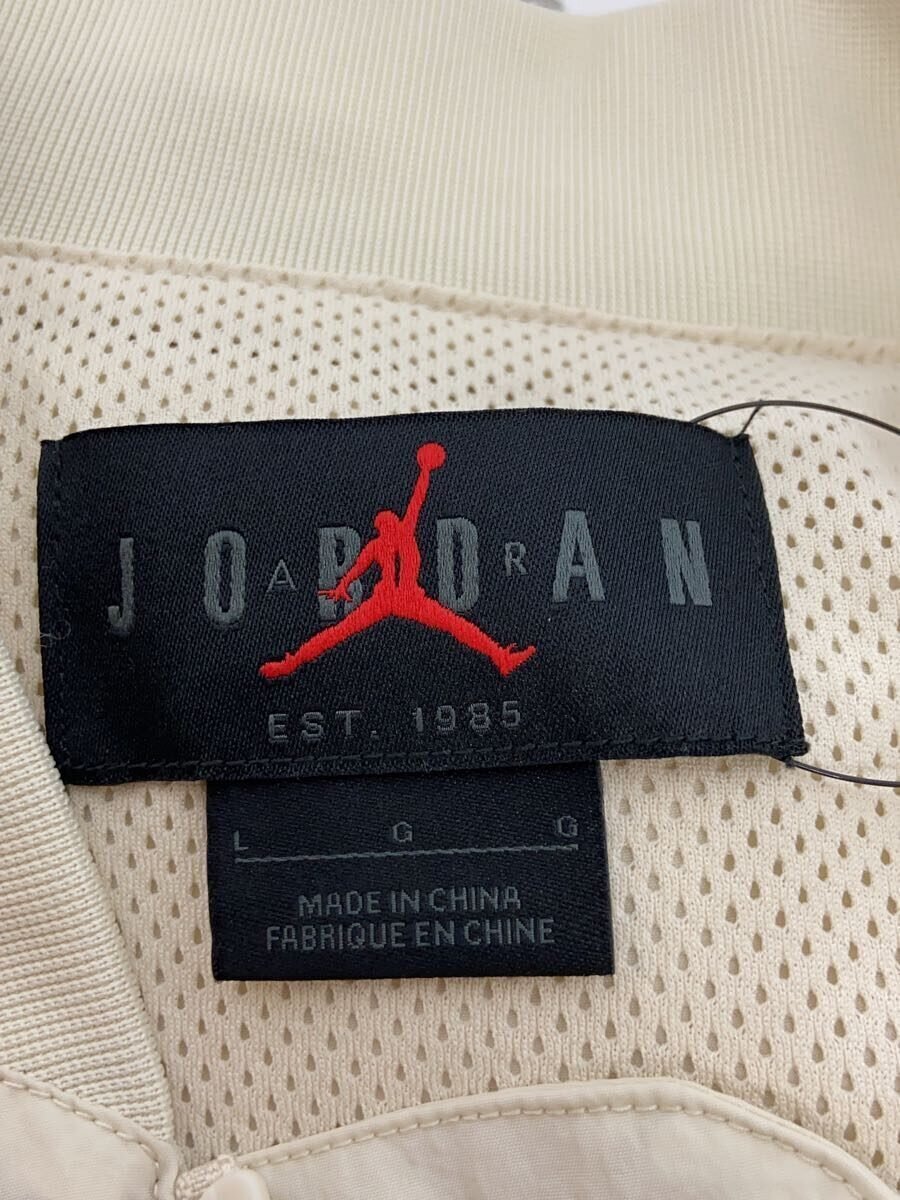 JORDAN
AIR
EST. 1985
L G G
MADE IN CHINA
FABRIQUE EN CHINE